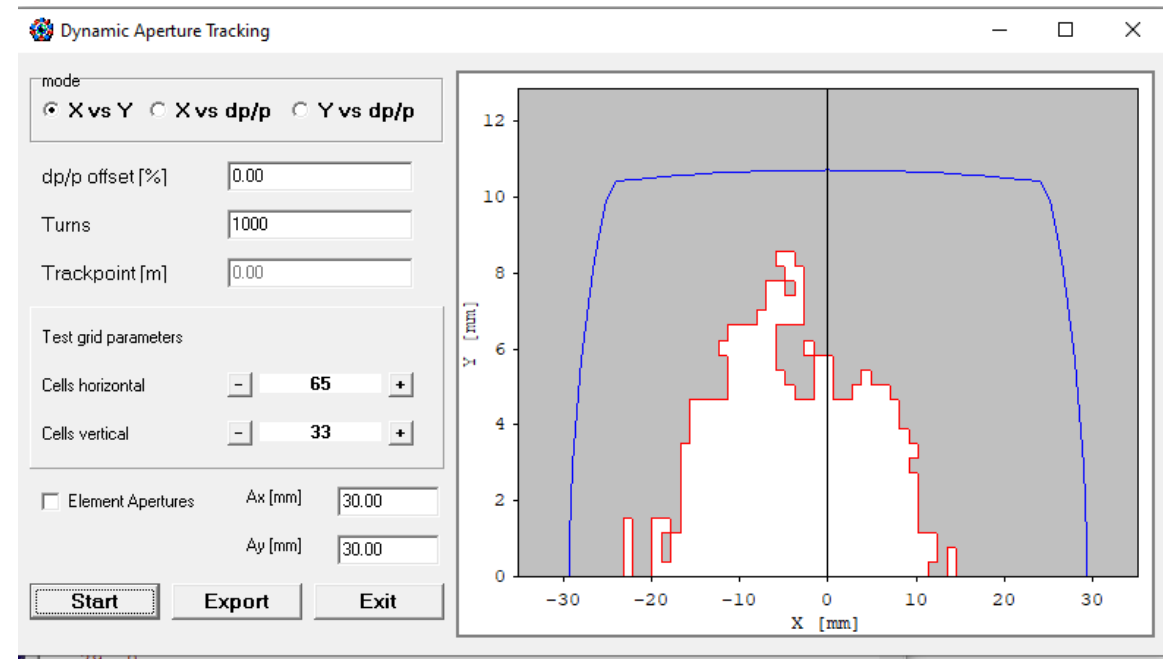 Dynamic Aperture Tracking
mode
X vs Y X vs dp/p Y vs dp/p
dp/p offset [%] 0.00
Turns 1000
Trackpoint [m] 0.00
Test grid parameters
Cells horizontal - 65 +
Cells vertical - 33 +
Element Apertures Ax [mm] 30.00
Ay [mm] 30.00
Start Export Exit
12
10
8
6
4
2
0
Y [mm]
-30 -20 -10 0 10 20 30
X [mm]